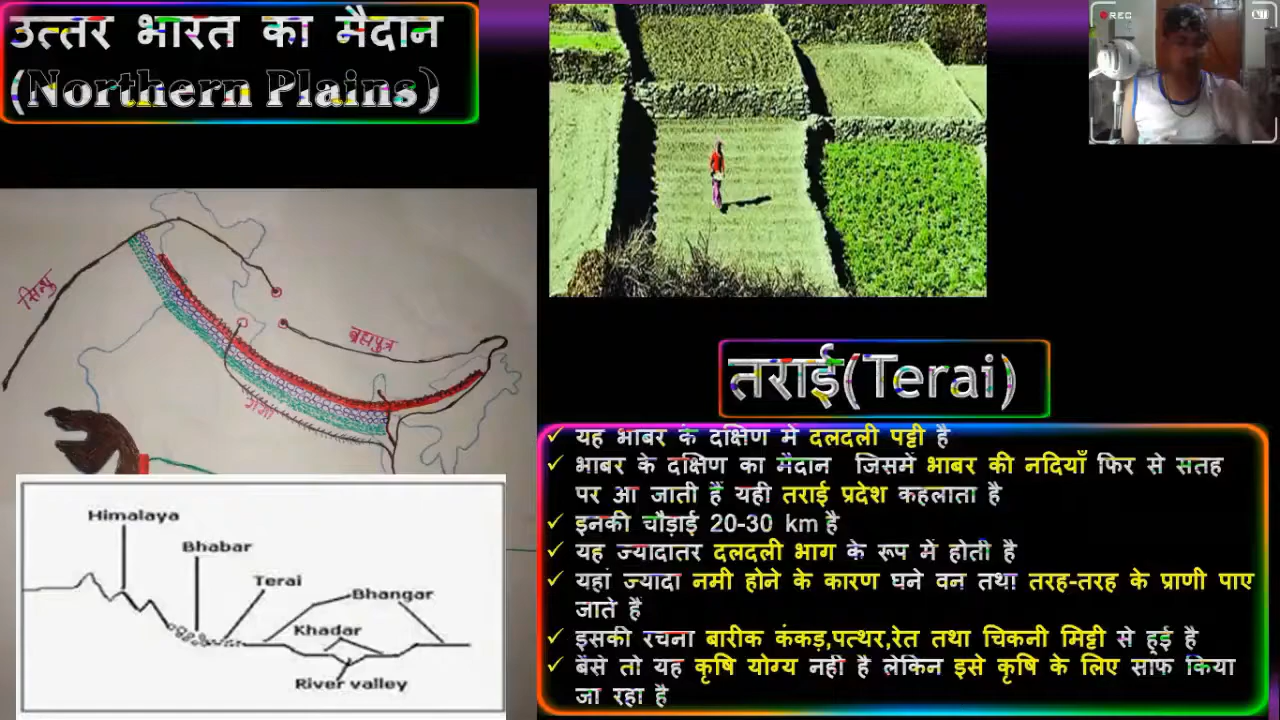 उत्तर भारत का मैदान
(Northern Plains)
REC
सिन्धु
ब्रह्मपुत्र
गंगा
Himalaya
Bhabar
Terai
Bhangar
Khadar
River valley
तराई(Terai)
यह भाबर के दक्षिण में दलदली पट्टी है
भाबर के दक्षिण का मैदान जिसमें भाबर की नदियाँ फिर से सतह
पर आ जाती हैं यही तराई प्रदेश कहलाता है
इनकी चौड़ाई 20-30 km है
यह ज्यादातर दलदली भाग के रूप में होती है
यहां ज्यादा नमी होने के कारण घने वन तथा तरह-तरह के प्राणी पाए
जाते हैं
इसकी रचना बारीक कंकड़,पत्थर,रेत तथा चिकनी मिट्टी से हुई है
बैसे तो यह कृषि योग्य नही है लेकिन इसे कृषि के लिए साफ किया
जा रहा है